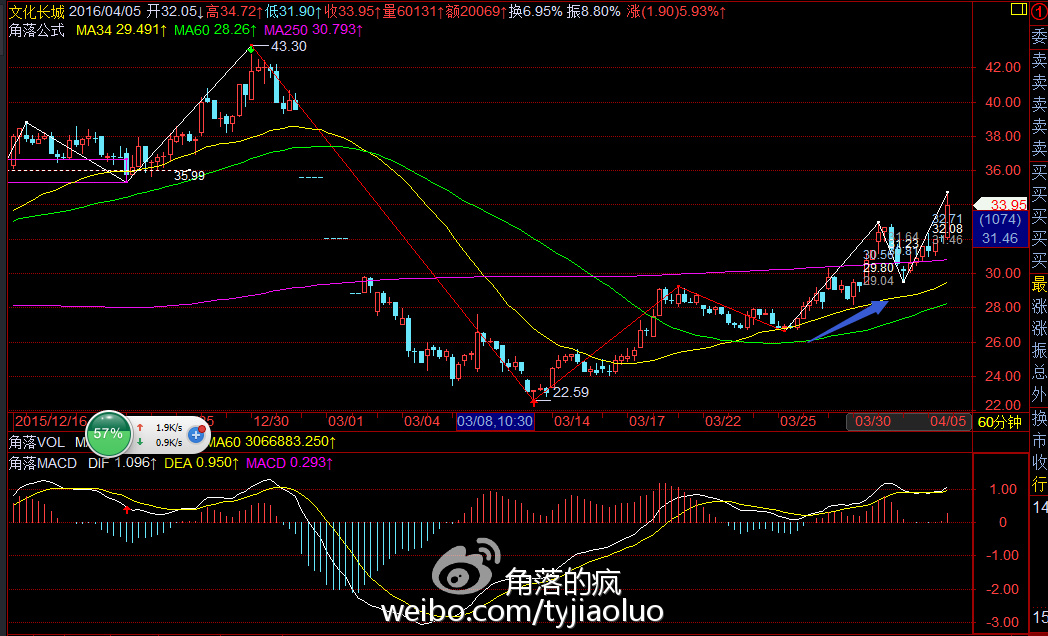 文化长城 2016/04/05 开32.05↓高34.72↑低31.90↑收33.95↑量60131↑额20069↑换6.95% 振8.80% 涨(1.90)5.93%↑
角落公式 MA34 29.491↑ MA60 28.26↑ MA250 30.793↑
43.30
42.00
40.00
38.00
36.00
35.99
33.95
(1074)
31.46
32.71
32.08
31.46
31.64
31.23
30.56
29.80
29.04
30.00
28.00
26.00
24.00
22.59
22.00
2015/12/16
12/30
03/01
03/04
03/08,10:30
03/14
03/17
03/22
03/25
03/30
04/05
60分钟
57%
↑ 1.9K/s
↓ 0.9K/s
角落VOL
MA60 3066883.250↑
角落MACD DIF 1.096↑ DEA 0.950↑ MACD 0.293↑
1.00
0
-1.00
-2.00
-3.00
角落的疯
weibo.com/tyjiaoluo
①
委
卖
卖
卖
卖
卖
买
买
买
买
买
最
涨
涨
振
总
外
换
市
收
行
14
15